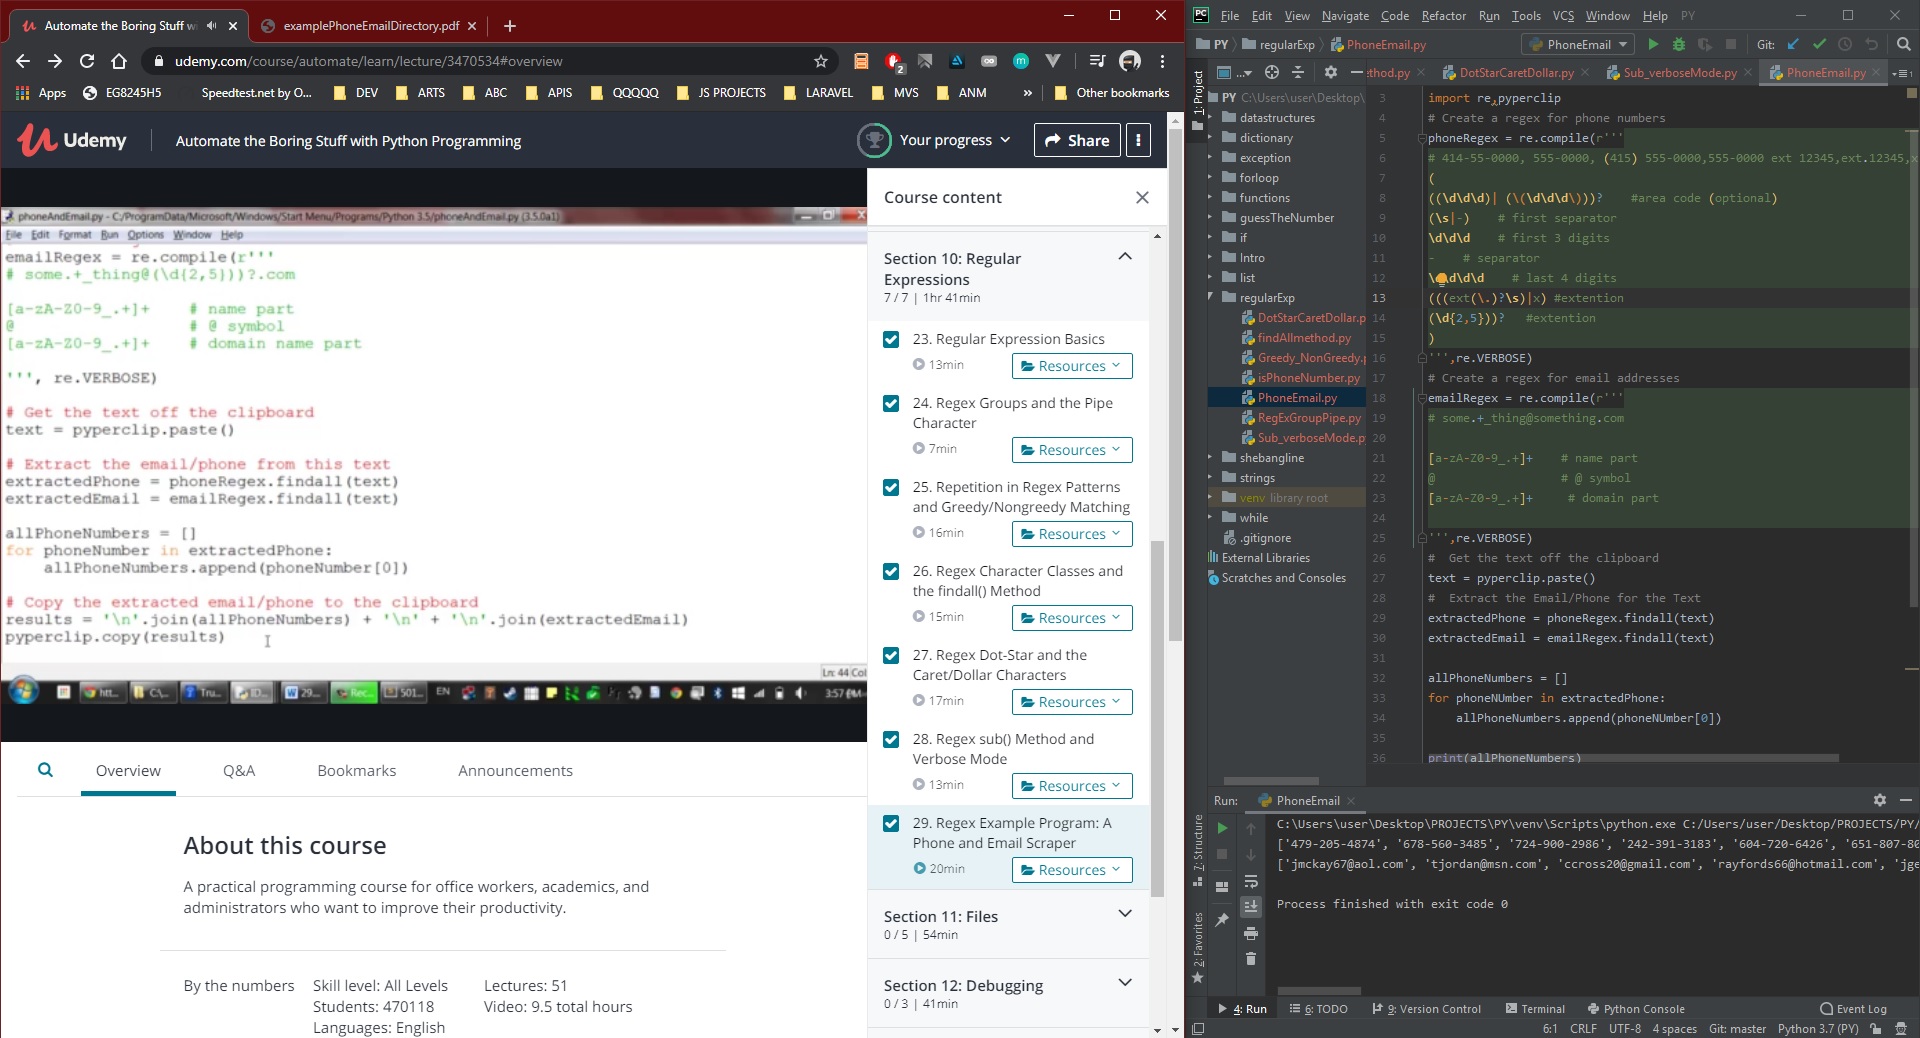 Automate the Boring Stuff w
examplePhoneEmailDirectory.pdf
udemy.com/course/automate/learn/lecture/3470534#overview
2
Apps
EG8245H5
Speedtest.net by O...
DEV
ARTS
ABC
APIS
QQQQQ
JS PROJECTS
LARAVEL
MVS
ANM
»
Other bookmarks
Udemy
Automate the Boring Stuff with Python Programming
Your progress
Share
phoneAndEmail.py - C:/ProgramData/Microsoft/Windows/Start Menu/Programs/Python 3.5/phoneAndEmail.py (3.5.0a1)
File Edit Format Run Options Window Help
emailRegex = re.compile(r'''
# some.+_thing@(\d{2,5}))?.com
[a-zA-Z0-9_.+]+ # name part
@ # @ symbol
[a-zA-Z0-9_.+]+ # domain name part
''', re.VERBOSE)
# Get the text off the clipboard
text = pyperclip.paste()
# Extract the email/phone from this text
extractedPhone = phoneRegex.findall(text)
extractedEmail = emailRegex.findall(text)
allPhoneNumbers = []
for phoneNumber in extractedPhone:
allPhoneNumbers.append(phoneNumber[0])
# Copy the extracted email/phone to the clipboard
results = '\n'.join(allPhoneNumbers) + '\n' + '\n'.join(extractedEmail)
pyperclip.copy(results)
Ln: 44 Col
htt...
C:\...
Tru...
ID...
29...
Rec...
501...
EN
3:57 PM
Course content
Section 10: Regular
Expressions
7 / 7 | 1hr 41min
23. Regular Expression Basics
13min
Resources
24. Regex Groups and the Pipe
Character
7min
Resources
25. Repetition in Regex Patterns
and Greedy/Nongreedy Matching
16min
Resources
26. Regex Character Classes and
the findall() Method
15min
Resources
27. Regex Dot-Star and the
Caret/Dollar Characters
17min
Resources
28. Regex sub() Method and
Verbose Mode
13min
Resources
29. Regex Example Program: A
Phone and Email Scraper
20min
Resources
Section 11: Files
0 / 5 | 54min
Section 12: Debugging
0 / 3 | 41min
Overview
Q&A
Bookmarks
Announcements
About this course
A practical programming course for office workers, academics, and
administrators who want to improve their productivity.
By the numbers
Skill level: All Levels
Students: 470118
Languages: English
Lectures: 51
Video: 9.5 total hours
PC File Edit View Navigate Code Refactor Run Tools VCS Window Help PY
PY
regularExp
PhoneEmail.py
PhoneEmail
Git:
ethod.py
DotStarCaretDollar.py
Sub_verboseMode.py
PhoneEmail.py
1: Project
PY C:\Users\user\Desktop\
datastructures
dictionary
exception
forloop
functions
guessTheNumber
if
Intro
list
regularExp
DotStarCaretDollar.p
findAllmethod.py
Greedy_NonGreedy.p
isPhoneNumber.py
PhoneEmail.py
RegExGroupPipe.py
Sub_verboseMode.p
shebangline
strings
venv library root
while
.gitignore
External Libraries
Scratches and Consoles
3 import re,pyperclip
4 # Create a regex for phone numbers
5 phoneRegex = re.compile(r'''
6 # 414-55-0000, 555-0000, (415) 555-0000,555-0000 ext 12345,ext.12345,x
7 (
8 ((\d\d\d)| (\(\d\d\d\)))? #area code (optional)
9 (\s|-) # first separator
10 \d\d\d # first 3 digits
11 - # separator
12 \d\d\d\d # last 4 digits
13 (((ext(\.)?\s)|x) #extention
14 (\d{2,5}))? #extention
15 )
16 ''',re.VERBOSE)
17 # Create a regex for email addresses
18 emailRegex = re.compile(r'''
19 # some.+_thing@something.com
20
21 [a-zA-Z0-9_.+]+ # name part
22 @ # @ symbol
23 [a-zA-Z0-9_.+]+ # domain part
24
25 ''',re.VERBOSE)
26 # Get the text off the clipboard
27 text = pyperclip.paste()
28 # Extract the Email/Phone for the Text
29 extractedPhone = phoneRegex.findall(text)
30 extractedEmail = emailRegex.findall(text)
31
32 allPhoneNumbers = []
33 for phoneNUmber in extractedPhone:
34 allPhoneNumbers.append(phoneNUmber[0])
35
36 print(allPhoneNumbers)
Run:
PhoneEmail
C:\Users\user\Desktop\PROJECTS\PY\venv\Scripts\python.exe C:/Users/user/Desktop/PROJECTS/PY/
['479-205-4874', '678-560-3485', '724-900-2986', '242-391-3183', '604-720-6426', '651-807-80
['jmckay67@aol.com', 'tjordan@msn.com', 'ccross20@gmail.com', 'rayfords66@hotmail.com', 'jge
Process finished with exit code 0
7: Structure
2: Favorites
4: Run
6: TODO
9: Version Control
Terminal
Python Console
Event Log
6:1 CRLF UTF-8 4 spaces Git: master Python 3.7 (PY)